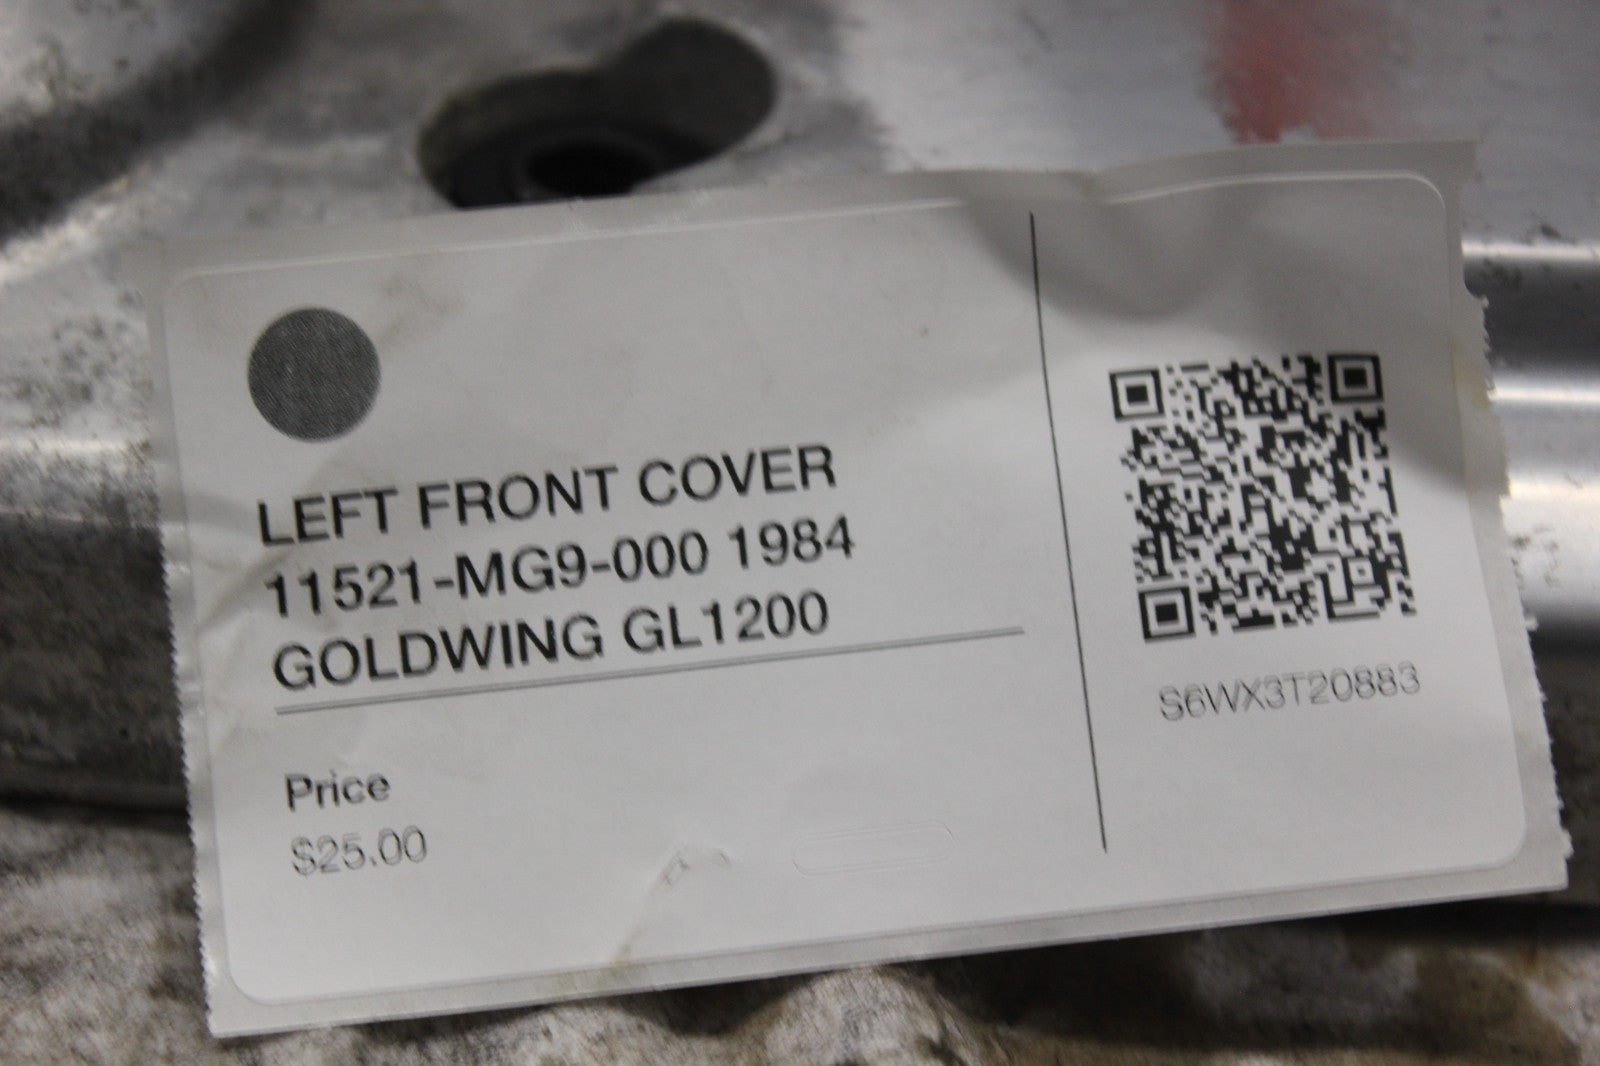 LEFT FRONT COVER
11521-MG9-000 1984
GOLDWING GL1200
Price
$25.00
S6WX3T20883